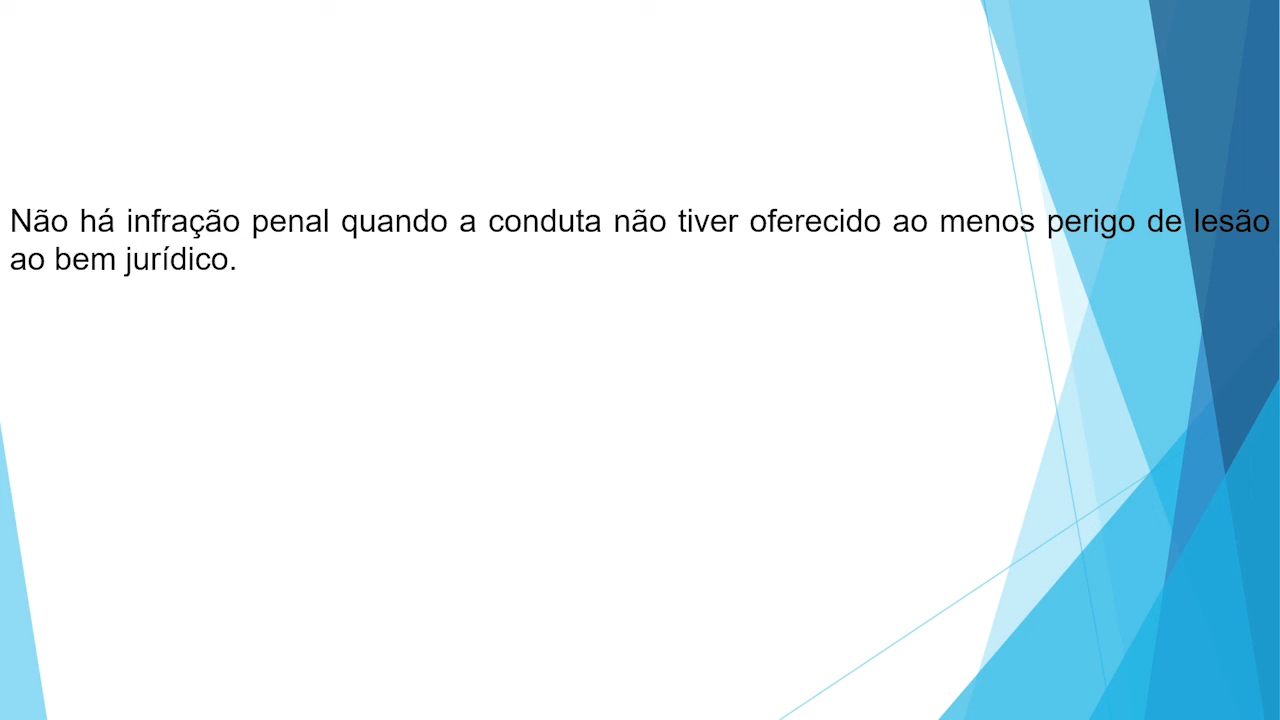 Não há infração penal quando a conduta não tiver oferecido ao menos perigo de lesão
ao bem jurídico.